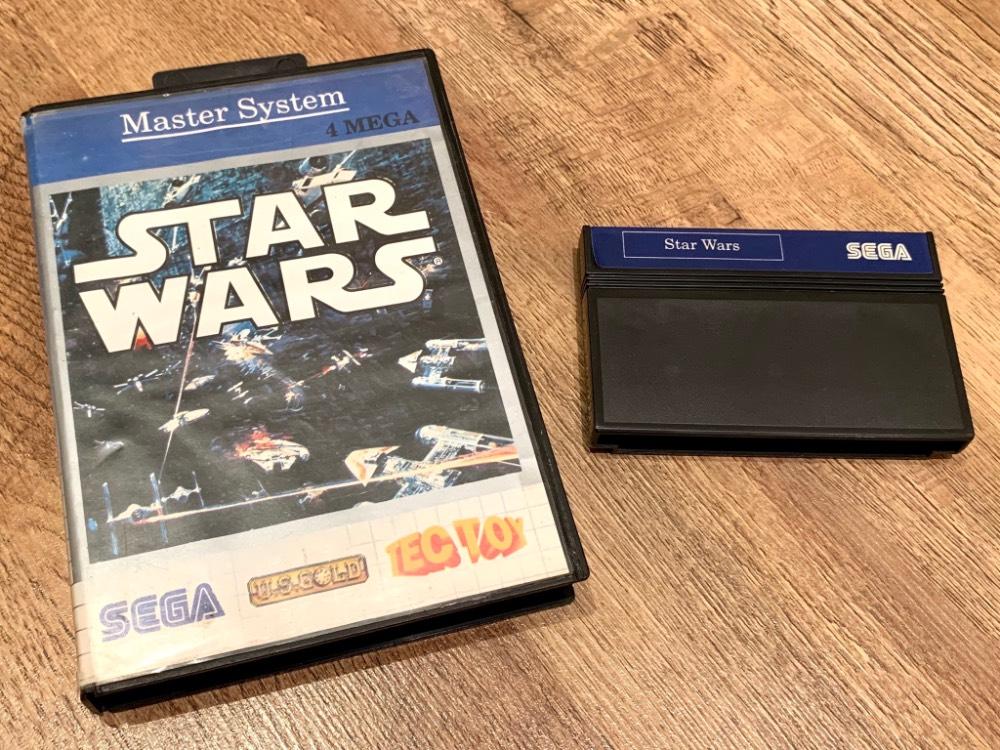 Master System
4 MEGA
STAR
WARS®
SEGA
U.S. GOLD
TEC TOY
Star Wars
SEGA